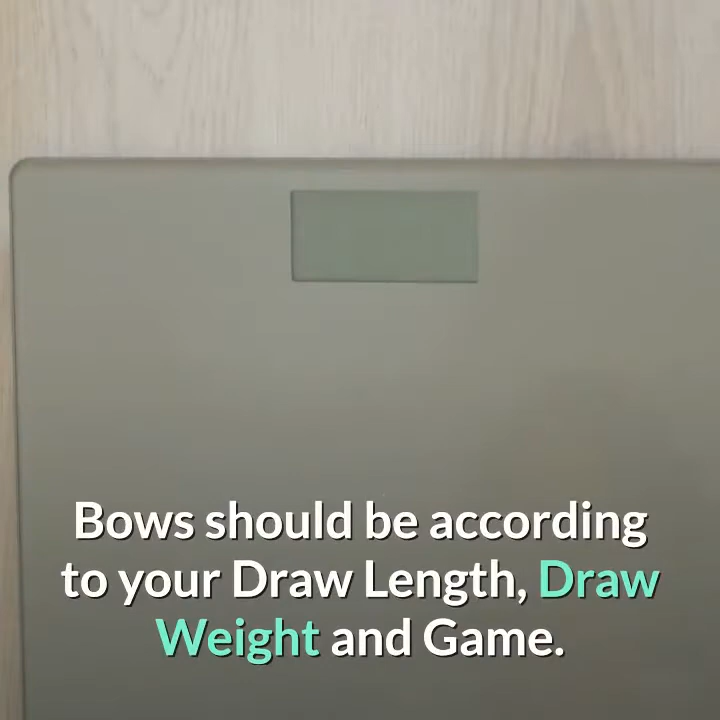 Bows should be according
to your Draw Length, Draw
Weight and Game.